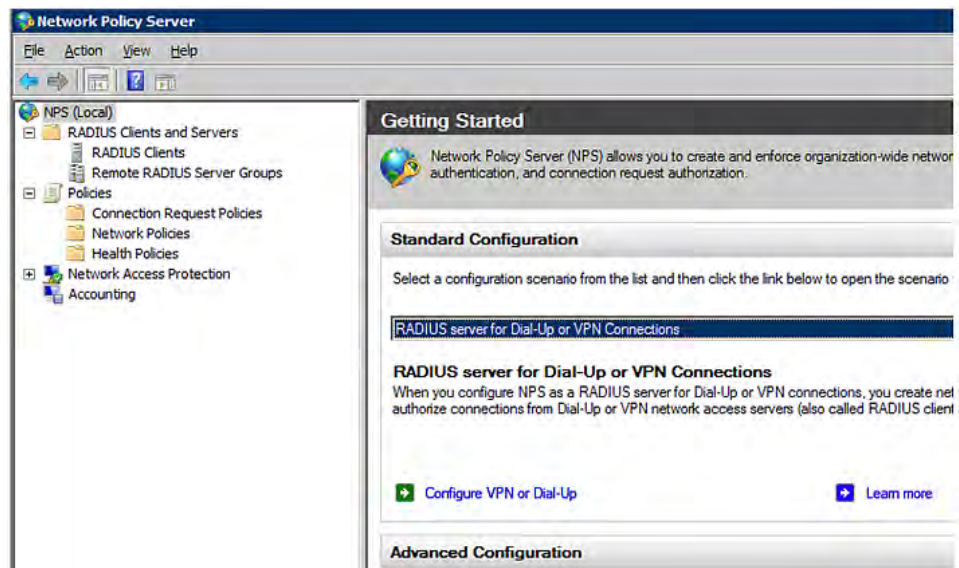 Network Policy Server
File Action View Help
NPS (Local)
RADIUS Clients and Servers
RADIUS Clients
Remote RADIUS Server Groups
Policies
Connection Request Policies
Network Policies
Health Policies
Network Access Protection
Accounting
Getting Started
Network Policy Server (NPS) allows you to create and enforce organization-wide networ
authentication, and connection request authorization.
Standard Configuration
Select a configuration scenario from the list and then click the link below to open the scenario
RADIUS server for Dial-Up or VPN Connections
RADIUS server for Dial-Up or VPN Connections
When you configure NPS as a RADIUS server for Dial-Up or VPN connections, you create net
authorize connections from Dial-Up or VPN network access servers (also called RADIUS client
Configure VPN or Dial-Up
Learn more
Advanced Configuration